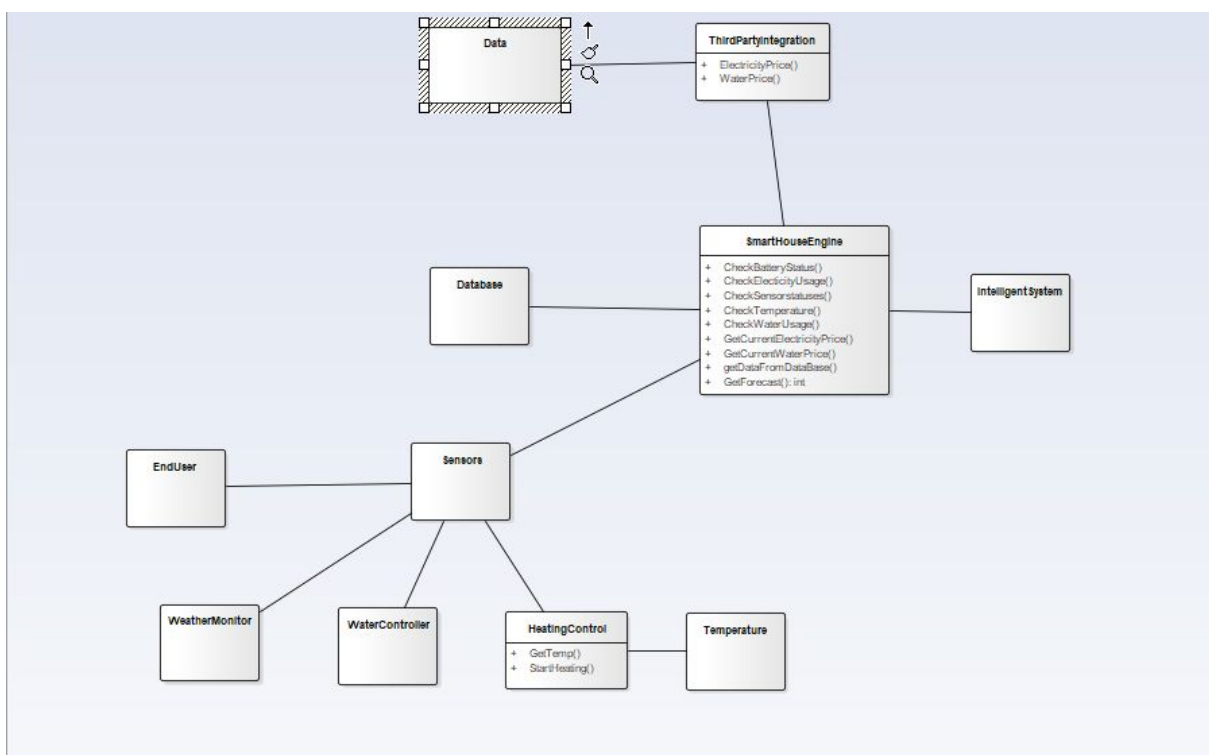 Data
ThirdPartyIntegration
+ ElectricityPrice()
+ WaterPrice()
SmartHouseEngine
+ CheckBatteryStatus()
+ CheckElecticityUsage()
+ CheckSensorstatuses()
+ CheckTemperature()
+ CheckWaterUsage()
+ GetCurrentElectricityPrice()
+ GetCurrentWaterPrice()
+ getDataFromDataBase()
+ GetForecast(): int
Database
IntelligentSystem
Sensors
EndUser
WeatherMonitor
WaterController
HeatingControl
+ GetTemp()
+ StartHeating()
Temperature